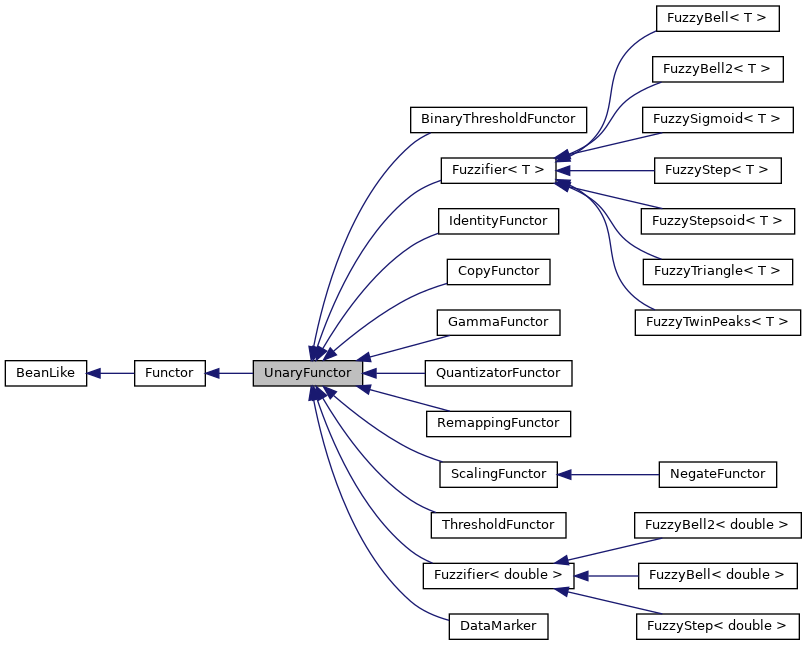 FuzzyBell< T >
FuzzyBell2< T >
BinaryThresholdFunctor
FuzzySigmoid< T >
Fuzzifier< T >
FuzzyStep< T >
IdentityFunctor
FuzzyStepsoid< T >
CopyFunctor
FuzzyTriangle< T >
GammaFunctor
FuzzyTwinPeaks< T >
BeanLike
Functor
UnaryFunctor
QuantizatorFunctor
RemappingFunctor
ScalingFunctor
NegateFunctor
ThresholdFunctor
FuzzyBell2< double >
Fuzzifier< double >
FuzzyBell< double >
DataMarker
FuzzyStep< double >